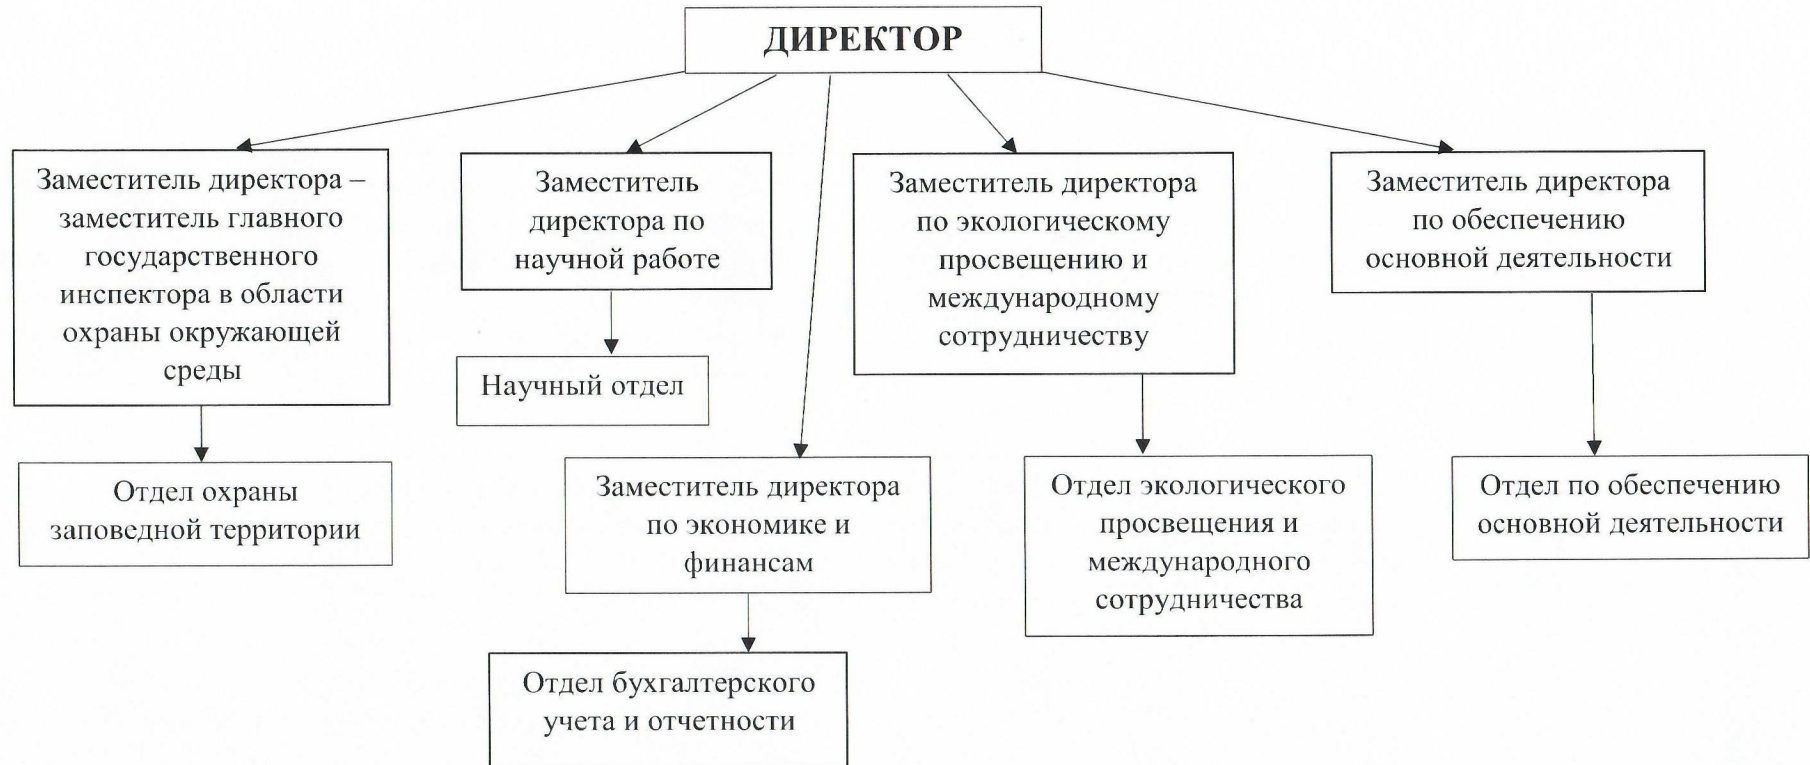 ДИРЕКТОР
Заместитель директора –
заместитель главного
государственного
инспектора в области
охраны окружающей
среды
Заместитель
директора по
научной работе
Заместитель директора
по экологическому
просвещению и
международному
сотрудничеству
Заместитель директора
по обеспечению
основной деятельности
Научный отдел
Отдел охраны
заповедной территории
Заместитель директора
по экономике и
финансам
Отдел экологического
просвещения и
международного
сотрудничества
Отдел по обеспечению
основной деятельности
Отдел бухгалтерского
учета и отчетности